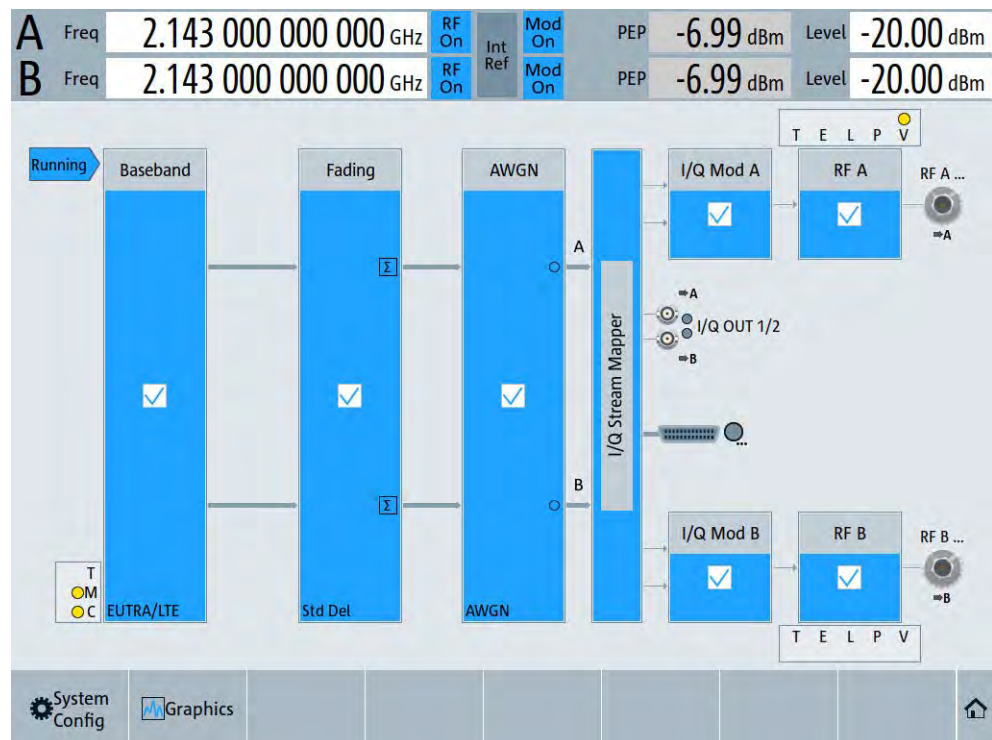 A Freq 2.143 000 000 000 GHz RF On Int Ref Mod On PEP -6.99 dBm Level -20.00 dBm
B Freq 2.143 000 000 000 GHz RF On Mod On PEP -6.99 dBm Level -20.00 dBm
T E L P V
Running Baseband Fading AWGN I/Q Mod A RF A RF A ...
➡A
A
Σ
➡A
I/Q OUT 1/2
➡B
I/Q Stream Mapper
...
B
Σ
I/Q Mod B RF B RF B ...
T
M
➡B
C EUTRA/LTE Std Del AWGN
T E L P V
System
Config
Graphics